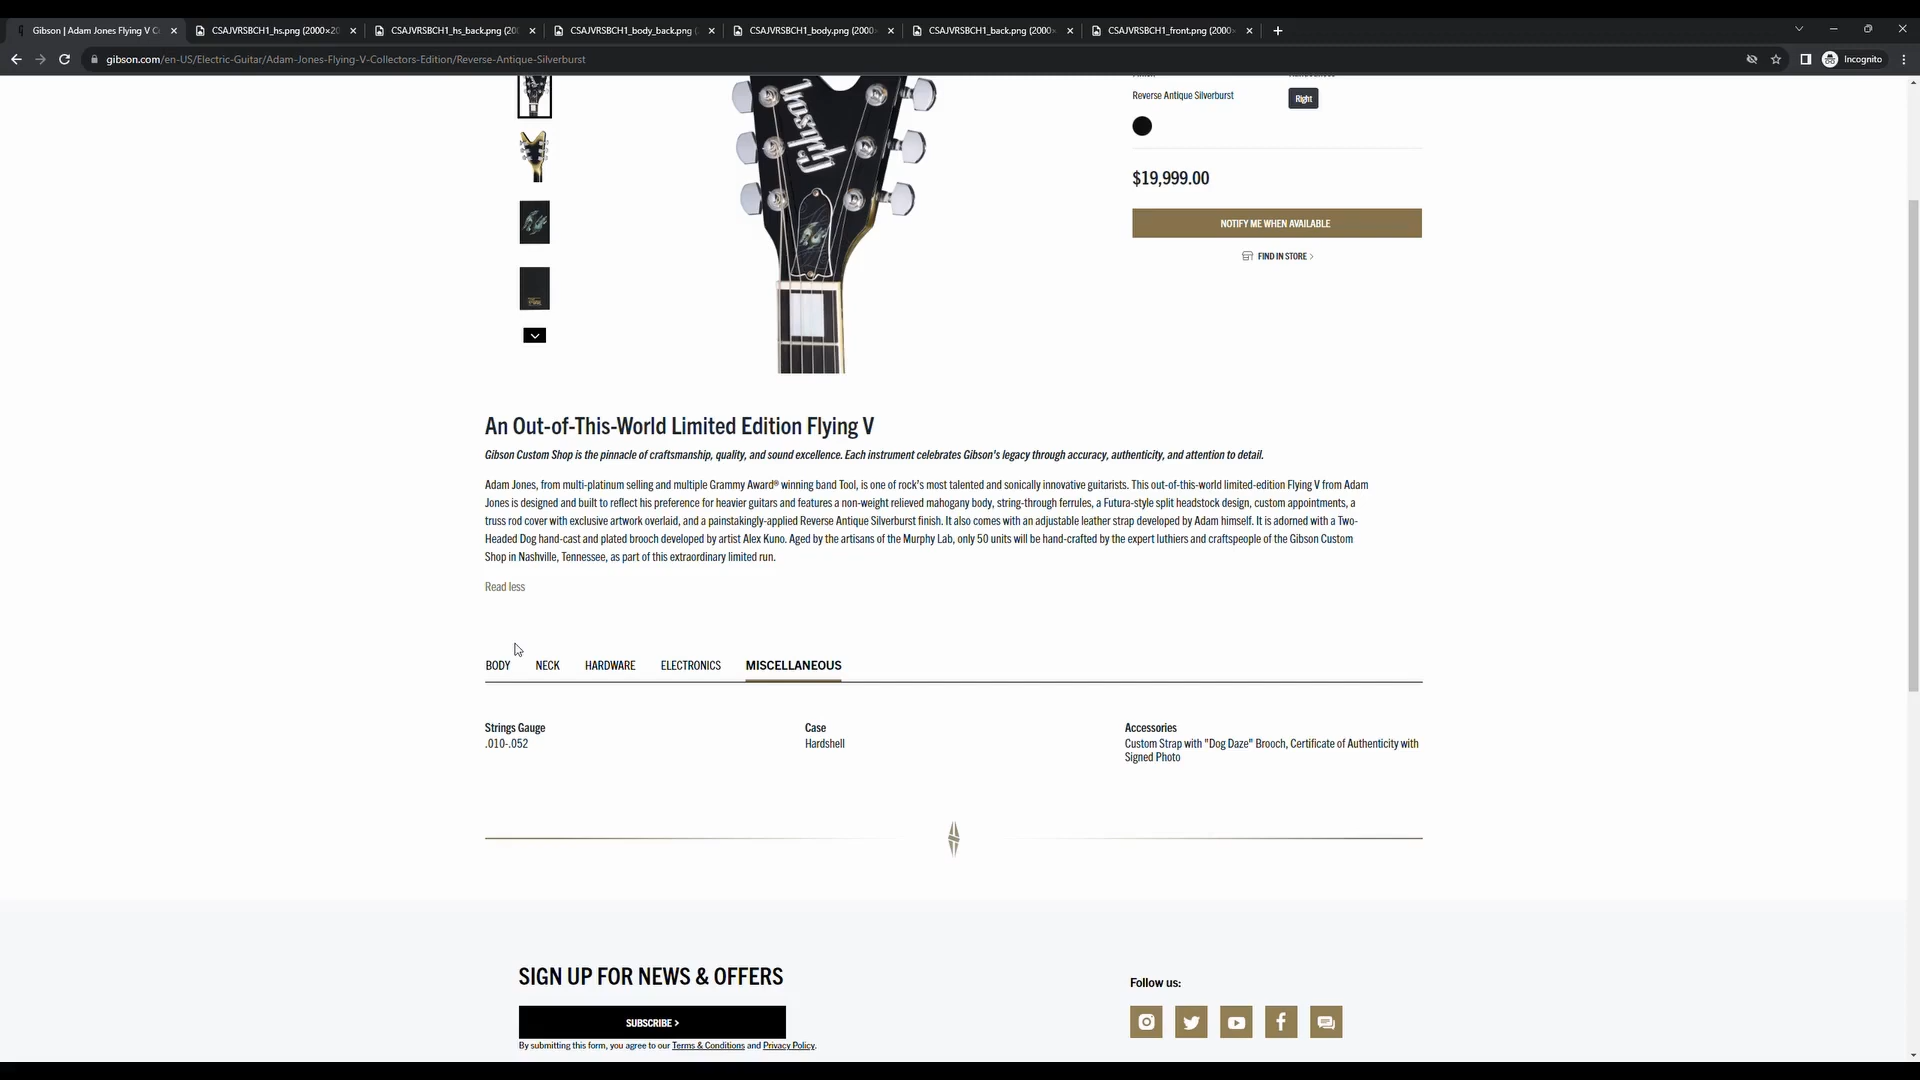 Gibson | Adam Jones Flying V C
CSAJVRSBCH1_hs.png (2000×20
CSAJVRSBCH1_hs_back.png (20
CSAJVRSBCH1_body_back.png (
CSAJVRSBCH1_body.png (2000
CSAJVRSBCH1_back.png (2000×
CSAJVRSBCH1_front.png (2000×
gibson.com/en-US/Electric-Guitar/Adam-Jones-Flying-V-Collectors-Edition/Reverse-Antique-Silverburst
Incognito
Gibson
Reverse Antique Silverburst
Right
$19,999.00
NOTIFY ME WHEN AVAILABLE
FIND IN STORE >
An Out-of-This-World Limited Edition Flying V
Gibson Custom Shop is the pinnacle of craftsmanship, quality, and sound excellence. Each instrument celebrates Gibson's legacy through accuracy, authenticity, and attention to detail.
Adam Jones, from multi-platinum selling and multiple Grammy Award® winning band Tool, is one of rock's most talented and sonically innovative guitarists. This out-of-this-world limited-edition Flying V from Adam
Jones is designed and built to reflect his preference for heavier guitars and features a non-weight relieved mahogany body, string-through ferrules, a Futura-style split headstock design, custom appointments, a
truss rod cover with exclusive artwork overlaid, and a painstakingly-applied Reverse Antique Silverburst finish. It also comes with an adjustable leather strap developed by Adam himself. It is adorned with a Two-
Headed Dog hand-cast and plated brooch developed by artist Alex Kuno. Aged by the artisans of the Murphy Lab, only 50 units will be hand-crafted by the expert luthiers and craftspeople of the Gibson Custom
Shop in Nashville, Tennessee, as part of this extraordinary limited run.
Read less
BODY NECK HARDWARE ELECTRONICS MISCELLANEOUS
Strings Gauge
.010-.052
Case
Hardshell
Accessories
Custom Strap with "Dog Daze" Brooch, Certificate of Authenticity with
Signed Photo
SIGN UP FOR NEWS & OFFERS
SUBSCRIBE >
By submitting this form, you agree to our Terms & Conditions and Privacy Policy.
Follow us: